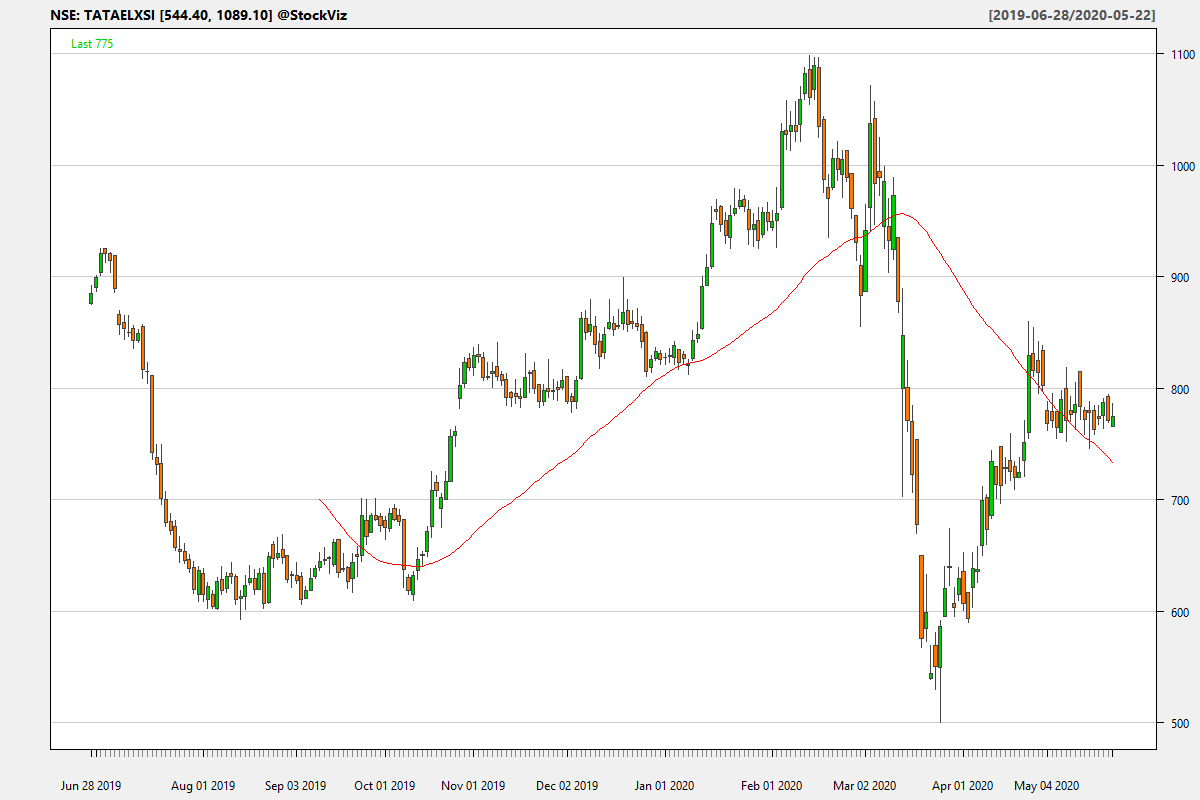 NSE: TATAELXSI [544.40, 1089.10] @StockViz
[2019-06-28/2020-05-22]
Last 775
1100
1000
900
800
700
600
500
Jun 28 2019 Aug 01 2019 Sep 03 2019 Oct 01 2019 Nov 01 2019 Dec 02 2019 Jan 01 2020 Feb 01 2020 Mar 02 2020 Apr 01 2020 May 04 2020